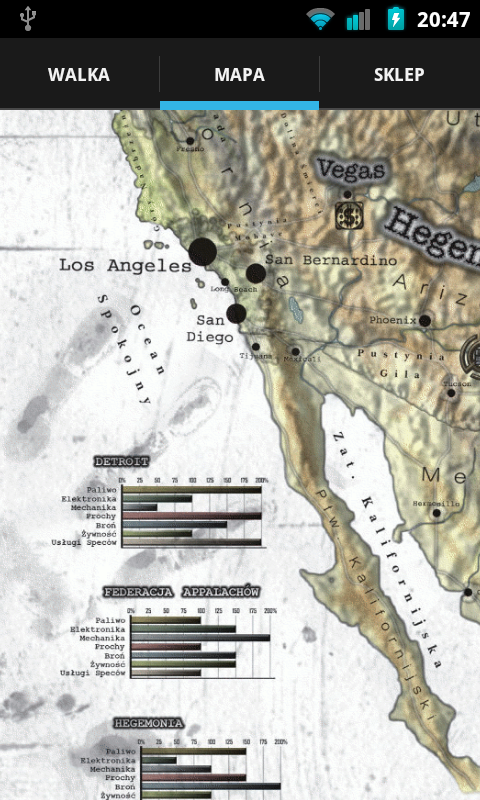 20:47
WALKA MAPA SKLEP
Fresno
Vegas
Hegem
Pustynia
Los Angeles
San Bernardino
Long Beach
Ariz
San
Diego
Phoenix
Tijuana
Mexicali
Pustynia
Gila
Tucson
Ocean
Spokojny
Me
Hermosillo
Zat. Kalifornijska
Płw. Kalifornijski
DETROIT
0% 25 50 75 100 125 150 175 200%
Paliwo
Elektronika
Mechanika
Prochy
Broń
Żywność
Usługi Speców
FEDERACJA APPALACHÓW
0% 25 50 75 100 125 150 175 200%
Paliwo
Elektronika
Mechanika
Prochy
Broń
Żywność
Usługi Speców
HEGEMONIA
0% 25 50 75 100 125 150 175 200%
Paliwo
Elektronika
Mechanika
Prochy
Broń
Żywność